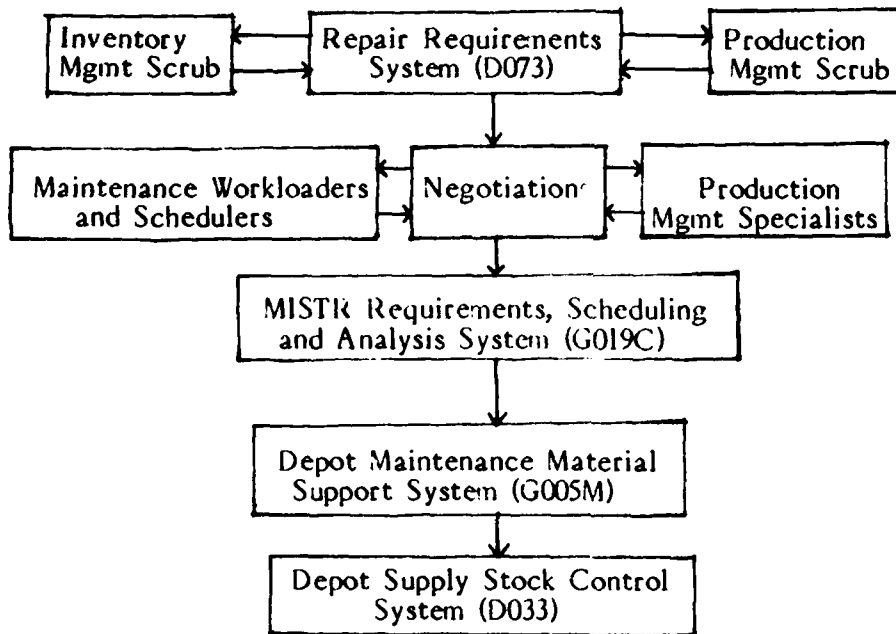 Inventory
Mgmt Scrub
Repair Requirements
System (D073)
Production
Mgmt Scrub
Maintenance Workloaders
and Schedulers
Negotiations
Production
Mgmt Specialists
MISTR Requirements, Scheduling
and Analysis System (G019C)
Depot Maintenance Material
Support System (G005M)
Depot Supply Stock Control
System (D033)